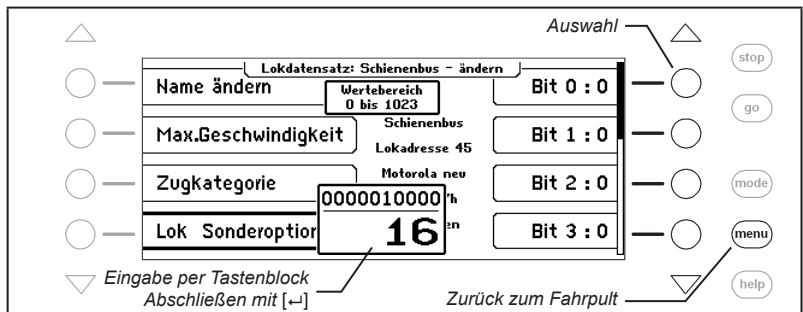 Auswahl
stop
Lokdatensatz: Schienenbus - ändern
Name ändern
Wertebereich
0 bis 1023
Bit 0 : 0
go
Schienenbus
Max.Geschwindigkeit
Bit 1 : 0
Lokadresse 45
Motorola neu
Zugkategorie
Bit 2 : 0
mode
0000010000
/h
Lok Sonderoption
16
en
Bit 3 : 0
menu
Eingabe per Tastenblock
Abschließen mit [↵]
Zurück zum Fahrpult
help